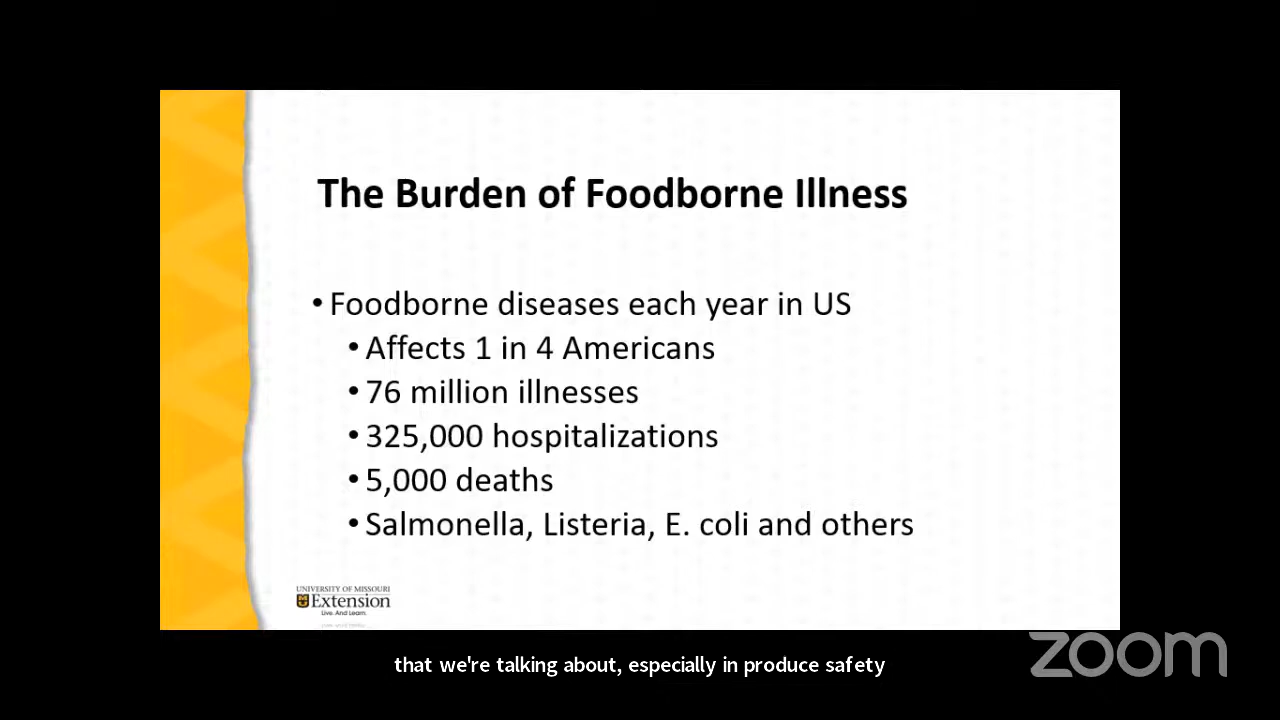 The Burden of Foodborne Illness
• Foodborne diseases each year in US
• Affects 1 in 4 Americans
• 76 million illnesses
• 325,000 hospitalizations
• 5,000 deaths
• Salmonella, Listeria, E. coli and others
UNIVERSITY OF MISSOURI
Extension
Live. And Learn.
that we're talking about, especially in produce safety
zoom